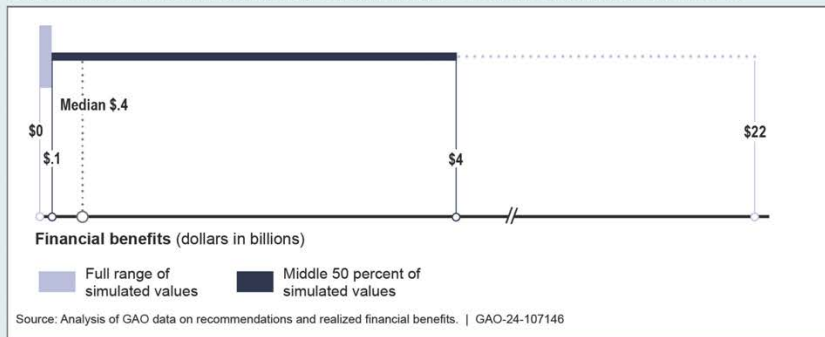 Median $.4
$0
$.1
$4
$22
Financial benefits (dollars in billions)
Full range of
simulated values
Middle 50 percent of
simulated values
Source: Analysis of GAO data on recommendations and realized financial benefits. | GAO-24-107146